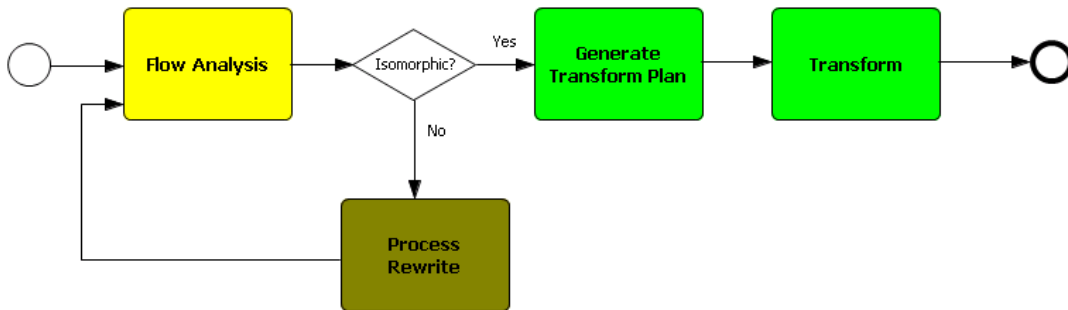 Flow Analysis
Isomorphic?
Yes
Generate
Transform Plan
Transform
No
Process
Rewrite